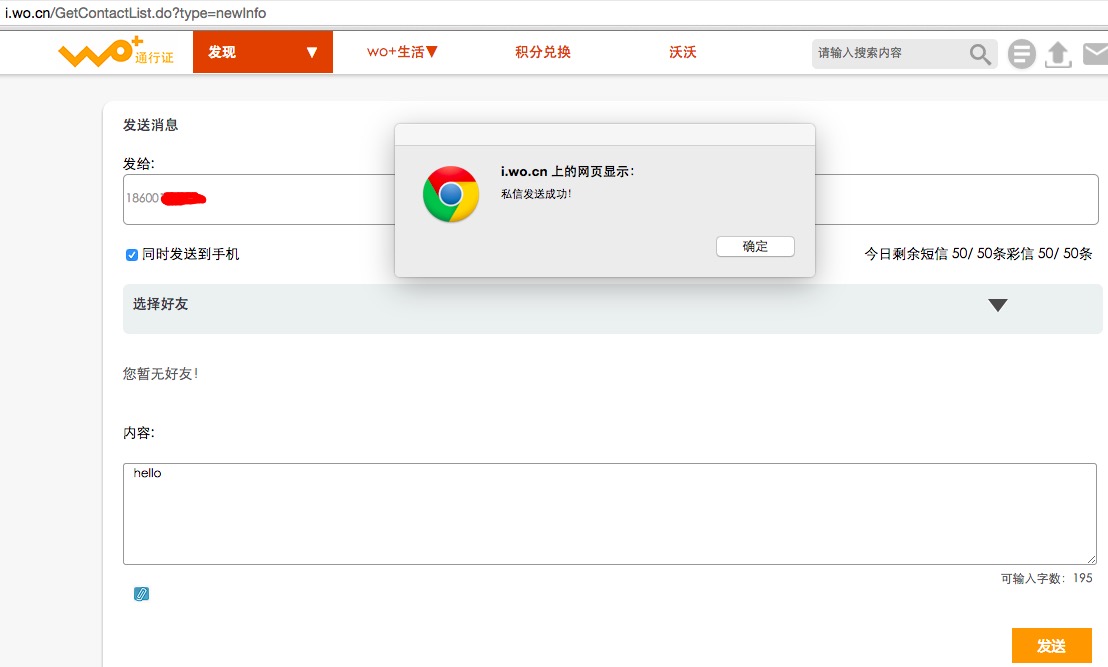 i.wo.cn/GetContactList.do?type=newInfo
wo+ 通行证
发现 ▼
wo+生活▼
积分兑换
沃沃
请输入搜索内容
发送消息
发给:
18600
i.wo.cn 上的网页显示:
私信发送成功!
确定
同时发送到手机
今日剩余短信 50/ 50条彩信 50/ 50条
选择好友
您暂无好友!
内容:
hello
可输入字数: 195
发送